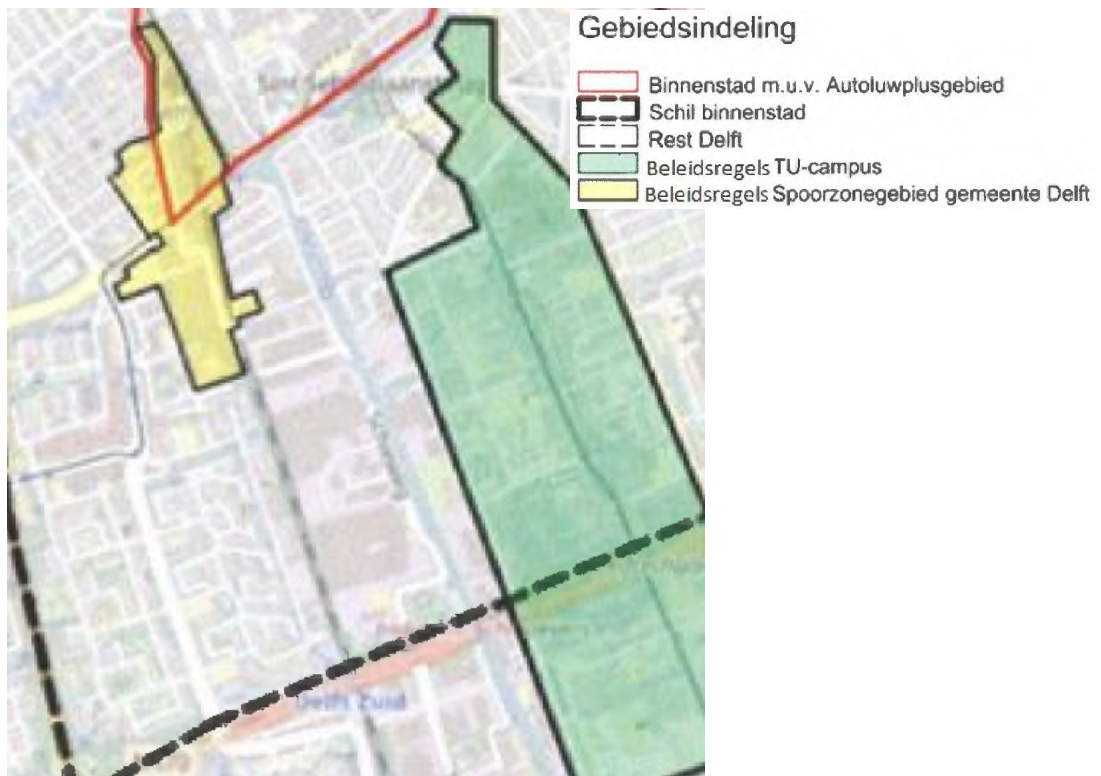 Gebiedsindeling
Binnenstad m.u.v. Autoluwplusgebied
Schil binnenstad
Rest Delft
Beleidsregels TU-campus
Beleidsregels Spoorzonegebied gemeente Delft
Delft Zuid